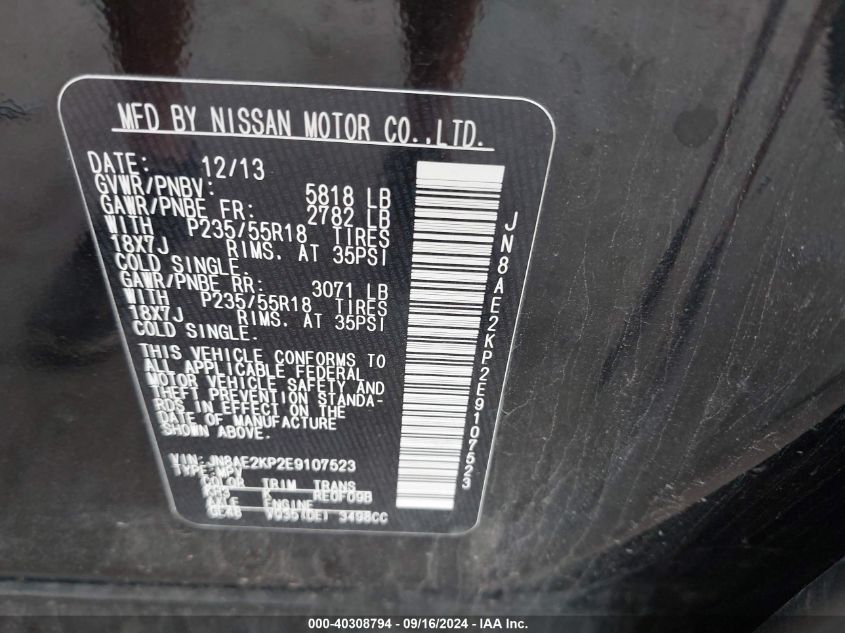 MFD BY NISSAN MOTOR CO.,LTD.
DATE: 12/13
GVWR/PNBV: 5818 LB
GAWR/PNBE FR: 2782 LB
WITH P235/55R18 TIRES
18X7J RIMS. AT 35PSI
COLD SINGLE.
GAWR/PNBE RR: 3071 LB
WITH P235/55R18 TIRES
18X7J RIMS. AT 35PSI
COLD SINGLE.
THIS VEHICLE CONFORMS TO
ALL APPLICABLE FEDERAL
MOTOR VEHICLE SAFETY AND
THEFT PREVENTION STANDA-
RDS IN EFFECT ON THE
DATE OF MANUFACTURE
SHOWN ABOVE.
VIN: JN8AE2KP2E9107523
TYPE: MPV
COLOR TRIM TRANS
K RE0F09B
AXLE ENGINE
VQ35(DE) 3498CC
JN8AE2KP2E9107523
000-40308794 - 09/16/2024 - IAA Inc.